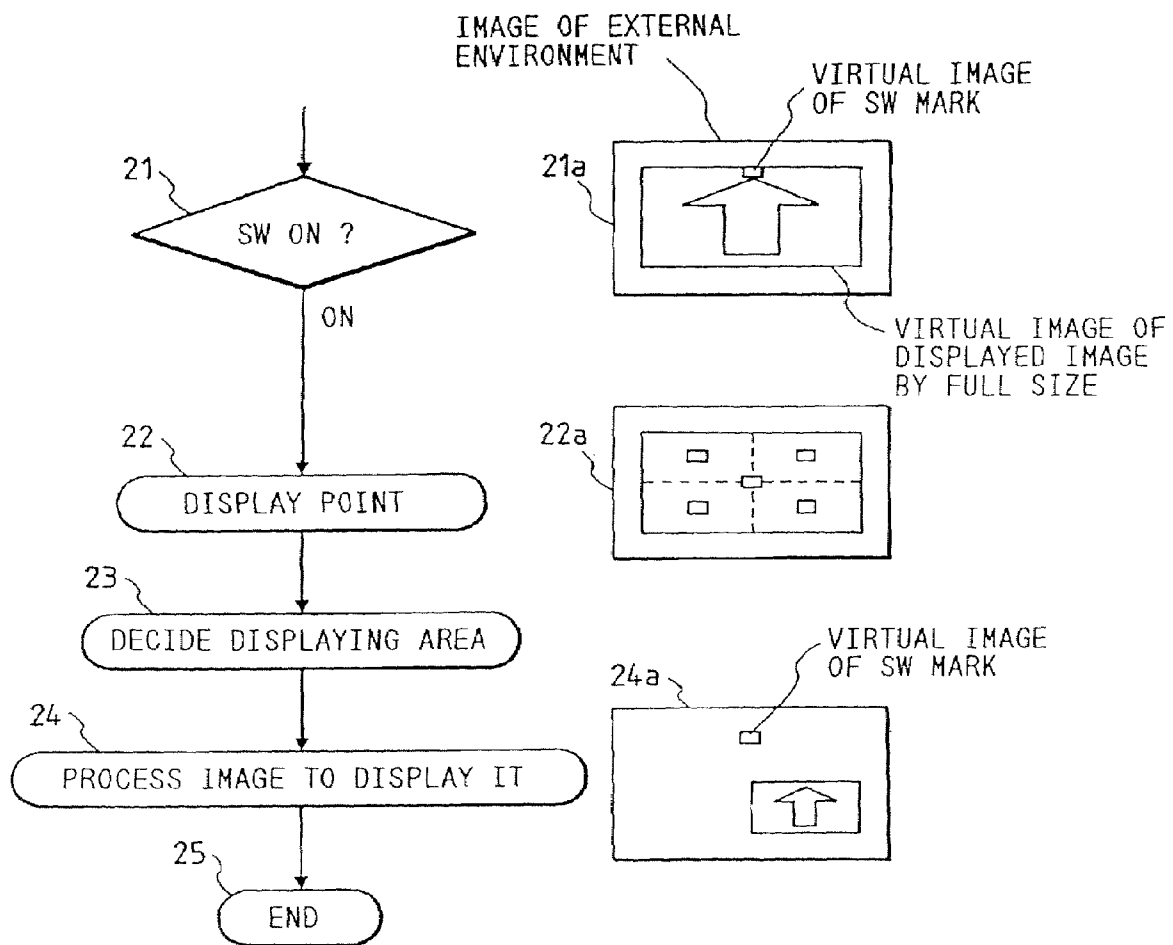 IMAGE OF EXTERNAL
ENVIRONMENT
VIRTUAL IMAGE
OF SW MARK
21
21a
SW ON ?
ON
VIRTUAL IMAGE OF
DISPLAYED IMAGE
BY FULL SIZE
22
22a
DISPLAY POINT
23
DECIDE DISPLAYING AREA
VIRTUAL IMAGE
OF SW MARK
24a
24
PROCESS IMAGE TO DISPLAY IT
25
END